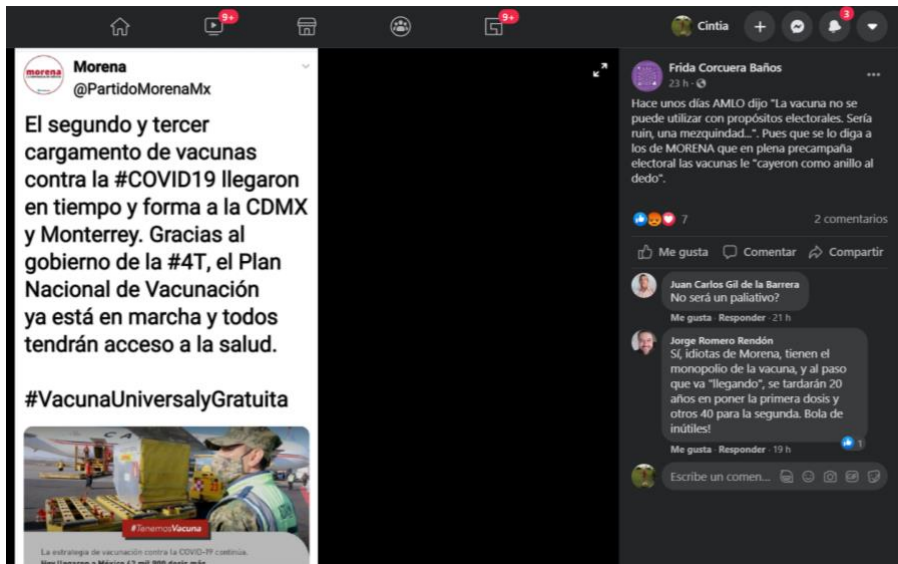 9+
9+
Cintia
3
morena
Morena
@PartidoMorenaMx
El segundo y tercer
cargamento de vacunas
contra la #COVID19 llegaron
en tiempo y forma a la CDMX
y Monterrey. Gracias al
gobierno de la #4T, el Plan
Nacional de Vacunación
ya está en marcha y todos
tendrán acceso a la salud.
#VacunaUniversalyGratuita
#TenemosVacuna
La estrategia de vacunación contra la COVID-19 continúa.
Frida Corcuera Baños
23 h
Hace unos días AMLO dijo "La vacuna no se
puede utilizar con propósitos electorales. Sería
ruin, una mezquindad...". Pues que se lo diga a
los de MORENA que en plena precampaña
electoral las vacunas le "cayeron como anillo al
dedo".
7
2 comentarios
Me gusta Comentar Compartir
Juan Carlos Gil de la Barrera
No será un paliativo?
Me gusta · Responder · 21 h
Jorge Romero Rendón
Sí, idiotas de Morena, tienen el
monopolio de la vacuna, y al paso
que va "llegando", se tardarán 20
años en poner la primera dosis y
otros 40 para la segunda. Bola de
inútiles!
1
Me gusta · Responder · 19 h
Escribe un comen...